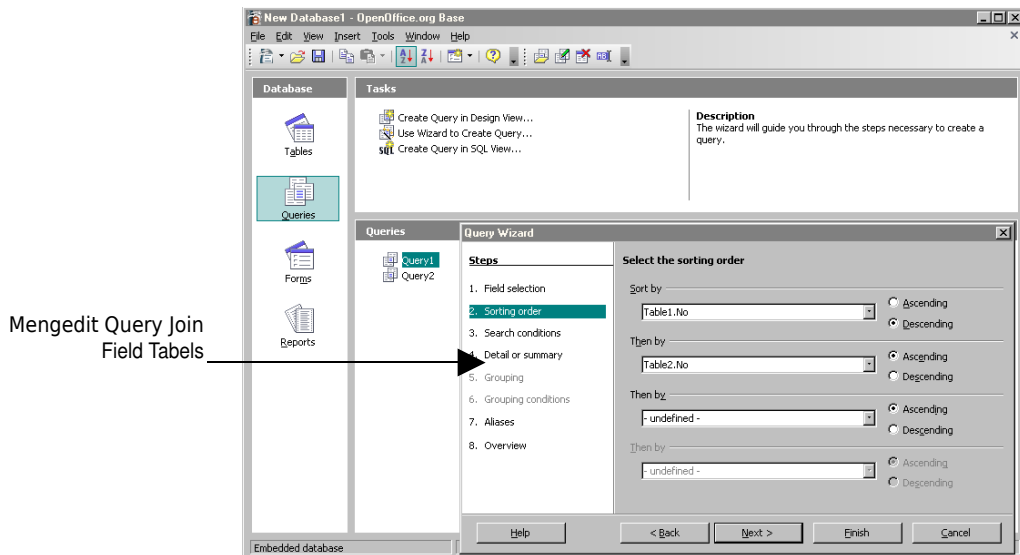 New Database1 - OpenOffice.org Base
File Edit View Insert Tools Window Help
Database
Tables
Queries
Forms
Reports
Tasks
Create Query in Design View...
Use Wizard to Create Query...
SQL Create Query in SQL View...
Description
The wizard will guide you through the steps necessary to create a
query.
Queries
Query1
Query2
Mengedit Query Join
Field Tabels
Query Wizard
Steps
1. Field selection
2. Sorting order
3. Search conditions
4. Detail or summary
5. Grouping
6. Grouping conditions
7. Aliases
8. Overview
Select the sorting order
Sort by
Table1.No
Ascending
Descending
Then by
Table2.No
Ascending
Descending
Then by
- undefined -
Ascending
Descending
Then by
- undefined -
Ascending
Descending
Help
< Back
Next >
Finish
Cancel
Embedded database